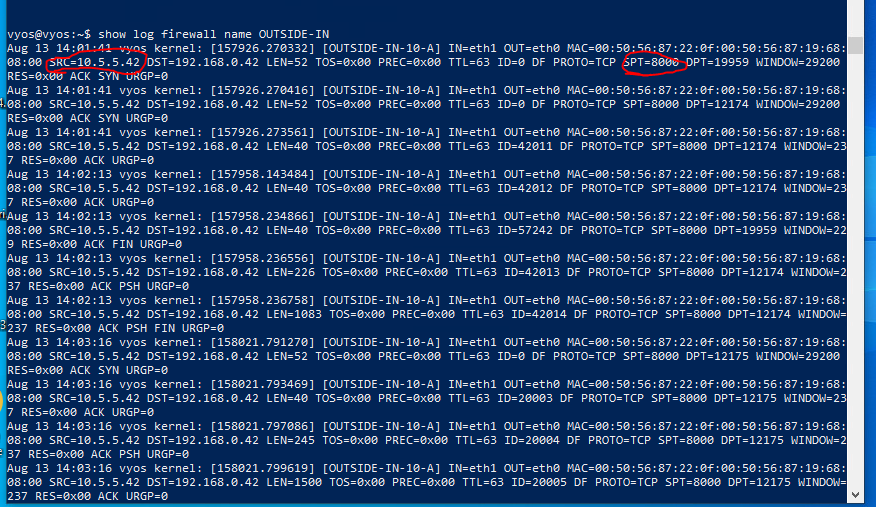 vyos@vyos:~$ show log firewall name OUTSIDE-IN
Aug 13 14:01:41 vyos kernel: [157926.270332] [OUTSIDE-IN-10-A] IN=eth1 OUT=eth0 MAC=00:50:56:87:22:0f:00:50:56:87:19:68:
08:00 SRC=10.5.5.42 DST=192.168.0.42 LEN=52 TOS=0x00 PREC=0x00 TTL=63 ID=0 DF PROTO=TCP SPT=8000 DPT=19959 WINDOW=29200
RES=0x00 ACK SYN URGP=0
Aug 13 14:01:41 vyos kernel: [157926.270416] [OUTSIDE-IN-10-A] IN=eth1 OUT=eth0 MAC=00:50:56:87:22:0f:00:50:56:87:19:68:
08:00 SRC=10.5.5.42 DST=192.168.0.42 LEN=52 TOS=0x00 PREC=0x00 TTL=63 ID=0 DF PROTO=TCP SPT=8000 DPT=12174 WINDOW=29200
RES=0x00 ACK SYN URGP=0
Aug 13 14:01:41 vyos kernel: [157926.273561] [OUTSIDE-IN-10-A] IN=eth1 OUT=eth0 MAC=00:50:56:87:22:0f:00:50:56:87:19:68:
08:00 SRC=10.5.5.42 DST=192.168.0.42 LEN=40 TOS=0x00 PREC=0x00 TTL=63 ID=42011 DF PROTO=TCP SPT=8000 DPT=12174 WINDOW=23
7 RES=0x00 ACK URGP=0
Aug 13 14:02:13 vyos kernel: [157958.143484] [OUTSIDE-IN-10-A] IN=eth1 OUT=eth0 MAC=00:50:56:87:22:0f:00:50:56:87:19:68:
08:00 SRC=10.5.5.42 DST=192.168.0.42 LEN=40 TOS=0x00 PREC=0x00 TTL=63 ID=42012 DF PROTO=TCP SPT=8000 DPT=12174 WINDOW=23
7 RES=0x00 ACK URGP=0
Aug 13 14:02:13 vyos kernel: [157958.234866] [OUTSIDE-IN-10-A] IN=eth1 OUT=eth0 MAC=00:50:56:87:22:0f:00:50:56:87:19:68:
08:00 SRC=10.5.5.42 DST=192.168.0.42 LEN=40 TOS=0x00 PREC=0x00 TTL=63 ID=57242 DF PROTO=TCP SPT=8000 DPT=19959 WINDOW=22
9 RES=0x00 ACK FIN URGP=0
Aug 13 14:02:13 vyos kernel: [157958.236556] [OUTSIDE-IN-10-A] IN=eth1 OUT=eth0 MAC=00:50:56:87:22:0f:00:50:56:87:19:68:
08:00 SRC=10.5.5.42 DST=192.168.0.42 LEN=226 TOS=0x00 PREC=0x00 TTL=63 ID=42013 DF PROTO=TCP SPT=8000 DPT=12174 WINDOW=2
37 RES=0x00 ACK PSH URGP=0
Aug 13 14:02:13 vyos kernel: [157958.236758] [OUTSIDE-IN-10-A] IN=eth1 OUT=eth0 MAC=00:50:56:87:22:0f:00:50:56:87:19:68:
08:00 SRC=10.5.5.42 DST=192.168.0.42 LEN=1083 TOS=0x00 PREC=0x00 TTL=63 ID=42014 DF PROTO=TCP SPT=8000 DPT=12174 WINDOW=
237 RES=0x00 ACK PSH FIN URGP=0
Aug 13 14:03:16 vyos kernel: [158021.791270] [OUTSIDE-IN-10-A] IN=eth1 OUT=eth0 MAC=00:50:56:87:22:0f:00:50:56:87:19:68:
08:00 SRC=10.5.5.42 DST=192.168.0.42 LEN=52 TOS=0x00 PREC=0x00 TTL=63 ID=0 DF PROTO=TCP SPT=8000 DPT=12175 WINDOW=29200
RES=0x00 ACK SYN URGP=0
Aug 13 14:03:16 vyos kernel: [158021.793469] [OUTSIDE-IN-10-A] IN=eth1 OUT=eth0 MAC=00:50:56:87:22:0f:00:50:56:87:19:68:
08:00 SRC=10.5.5.42 DST=192.168.0.42 LEN=40 TOS=0x00 PREC=0x00 TTL=63 ID=20003 DF PROTO=TCP SPT=8000 DPT=12175 WINDOW=23
7 RES=0x00 ACK URGP=0
Aug 13 14:03:16 vyos kernel: [158021.797086] [OUTSIDE-IN-10-A] IN=eth1 OUT=eth0 MAC=00:50:56:87:22:0f:00:50:56:87:19:68:
08:00 SRC=10.5.5.42 DST=192.168.0.42 LEN=245 TOS=0x00 PREC=0x00 TTL=63 ID=20004 DF PROTO=TCP SPT=8000 DPT=12175 WINDOW=2
37 RES=0x00 ACK PSH URGP=0
Aug 13 14:03:16 vyos kernel: [158021.799619] [OUTSIDE-IN-10-A] IN=eth1 OUT=eth0 MAC=00:50:56:87:22:0f:00:50:56:87:19:68:
08:00 SRC=10.5.5.42 DST=192.168.0.42 LEN=1500 TOS=0x00 PREC=0x00 TTL=63 ID=20005 DF PROTO=TCP SPT=8000 DPT=12175 WINDOW=
237 RES=0x00 ACK URGP=0